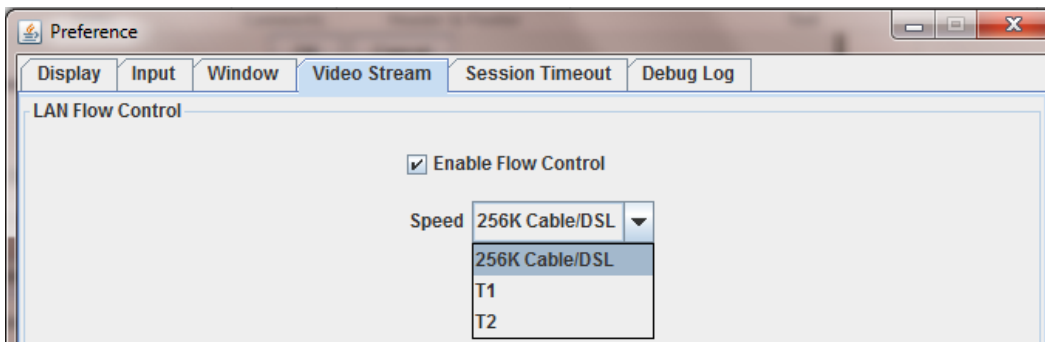 Preference
Display Input Window Video Stream Session Timeout Debug Log
LAN Flow Control
Enable Flow Control
Speed 256K Cable/DSL
256K Cable/DSL
T1
T2